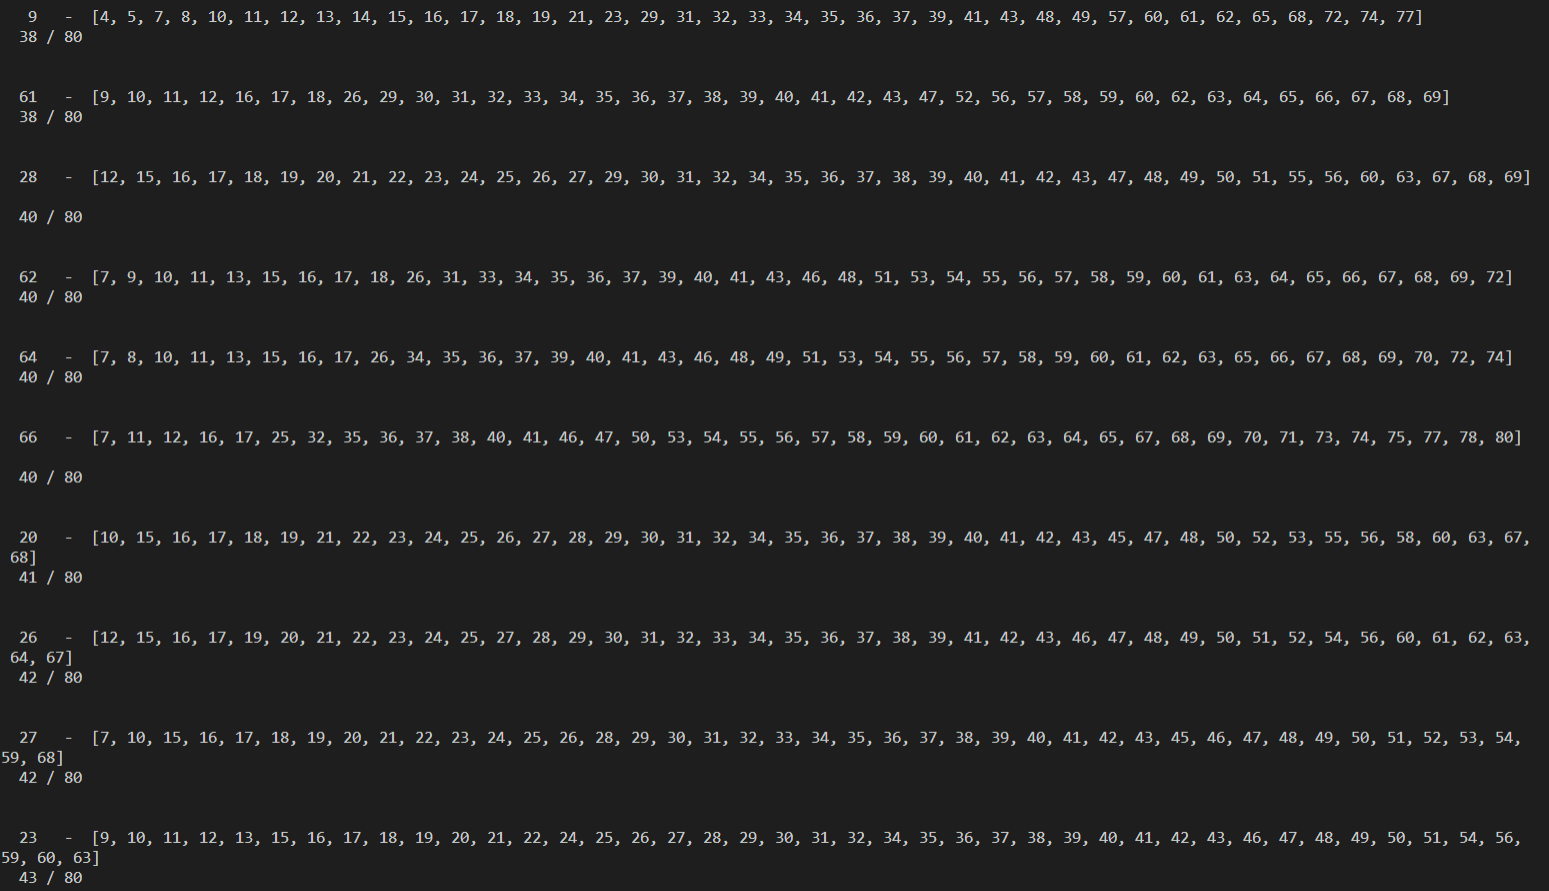 9 - [4, 5, 7, 8, 10, 11, 12, 13, 14, 15, 16, 17, 18, 19, 21, 23, 29, 31, 32, 33, 34, 35, 36, 37, 39, 41, 43, 48, 49, 57, 60, 61, 62, 65, 68, 72, 74, 77]
38 / 80
61 - [9, 10, 11, 12, 16, 17, 18, 26, 29, 30, 31, 32, 33, 34, 35, 36, 37, 38, 39, 40, 41, 42, 43, 47, 52, 56, 57, 58, 59, 60, 62, 63, 64, 65, 66, 67, 68, 69]
38 / 80
28 - [12, 15, 16, 17, 18, 19, 20, 21, 22, 23, 24, 25, 26, 27, 29, 30, 31, 32, 34, 35, 36, 37, 38, 39, 40, 41, 42, 43, 47, 48, 49, 50, 51, 55, 56, 60, 63, 67, 68, 69]
40 / 80
62 - [7, 9, 10, 11, 13, 15, 16, 17, 18, 26, 31, 33, 34, 35, 36, 37, 39, 40, 41, 43, 46, 48, 51, 53, 54, 55, 56, 57, 58, 59, 60, 61, 63, 64, 65, 66, 67, 68, 69, 72]
40 / 80
64 - [7, 8, 10, 11, 13, 15, 16, 17, 26, 34, 35, 36, 37, 39, 40, 41, 43, 46, 48, 49, 51, 53, 54, 55, 56, 57, 58, 59, 60, 61, 62, 63, 65, 66, 67, 68, 69, 70, 72, 74]
40 / 80
66 - [7, 11, 12, 16, 17, 25, 32, 35, 36, 37, 38, 40, 41, 46, 47, 50, 53, 54, 55, 56, 57, 58, 59, 60, 61, 62, 63, 64, 65, 67, 68, 69, 70, 71, 73, 74, 75, 77, 78, 80]
40 / 80
20 - [10, 15, 16, 17, 18, 19, 21, 22, 23, 24, 25, 26, 27, 28, 29, 30, 31, 32, 34, 35, 36, 37, 38, 39, 40, 41, 42, 43, 45, 47, 48, 50, 52, 53, 55, 56, 58, 60, 63, 67,
68]
41 / 80
26 - [12, 15, 16, 17, 19, 20, 21, 22, 23, 24, 25, 27, 28, 29, 30, 31, 32, 33, 34, 35, 36, 37, 38, 39, 41, 42, 43, 46, 47, 48, 49, 50, 51, 52, 54, 56, 60, 61, 62, 63,
64, 67]
42 / 80
27 - [7, 10, 15, 16, 17, 18, 19, 20, 21, 22, 23, 24, 25, 26, 28, 29, 30, 31, 32, 33, 34, 35, 36, 37, 38, 39, 40, 41, 42, 43, 45, 46, 47, 48, 49, 50, 51, 52, 53, 54,
59, 68]
42 / 80
23 - [9, 10, 11, 12, 13, 15, 16, 17, 18, 19, 20, 21, 22, 24, 25, 26, 27, 28, 29, 30, 31, 32, 34, 35, 36, 37, 38, 39, 40, 41, 42, 43, 46, 47, 48, 49, 50, 51, 54, 56,
59, 60, 63]
43 / 80